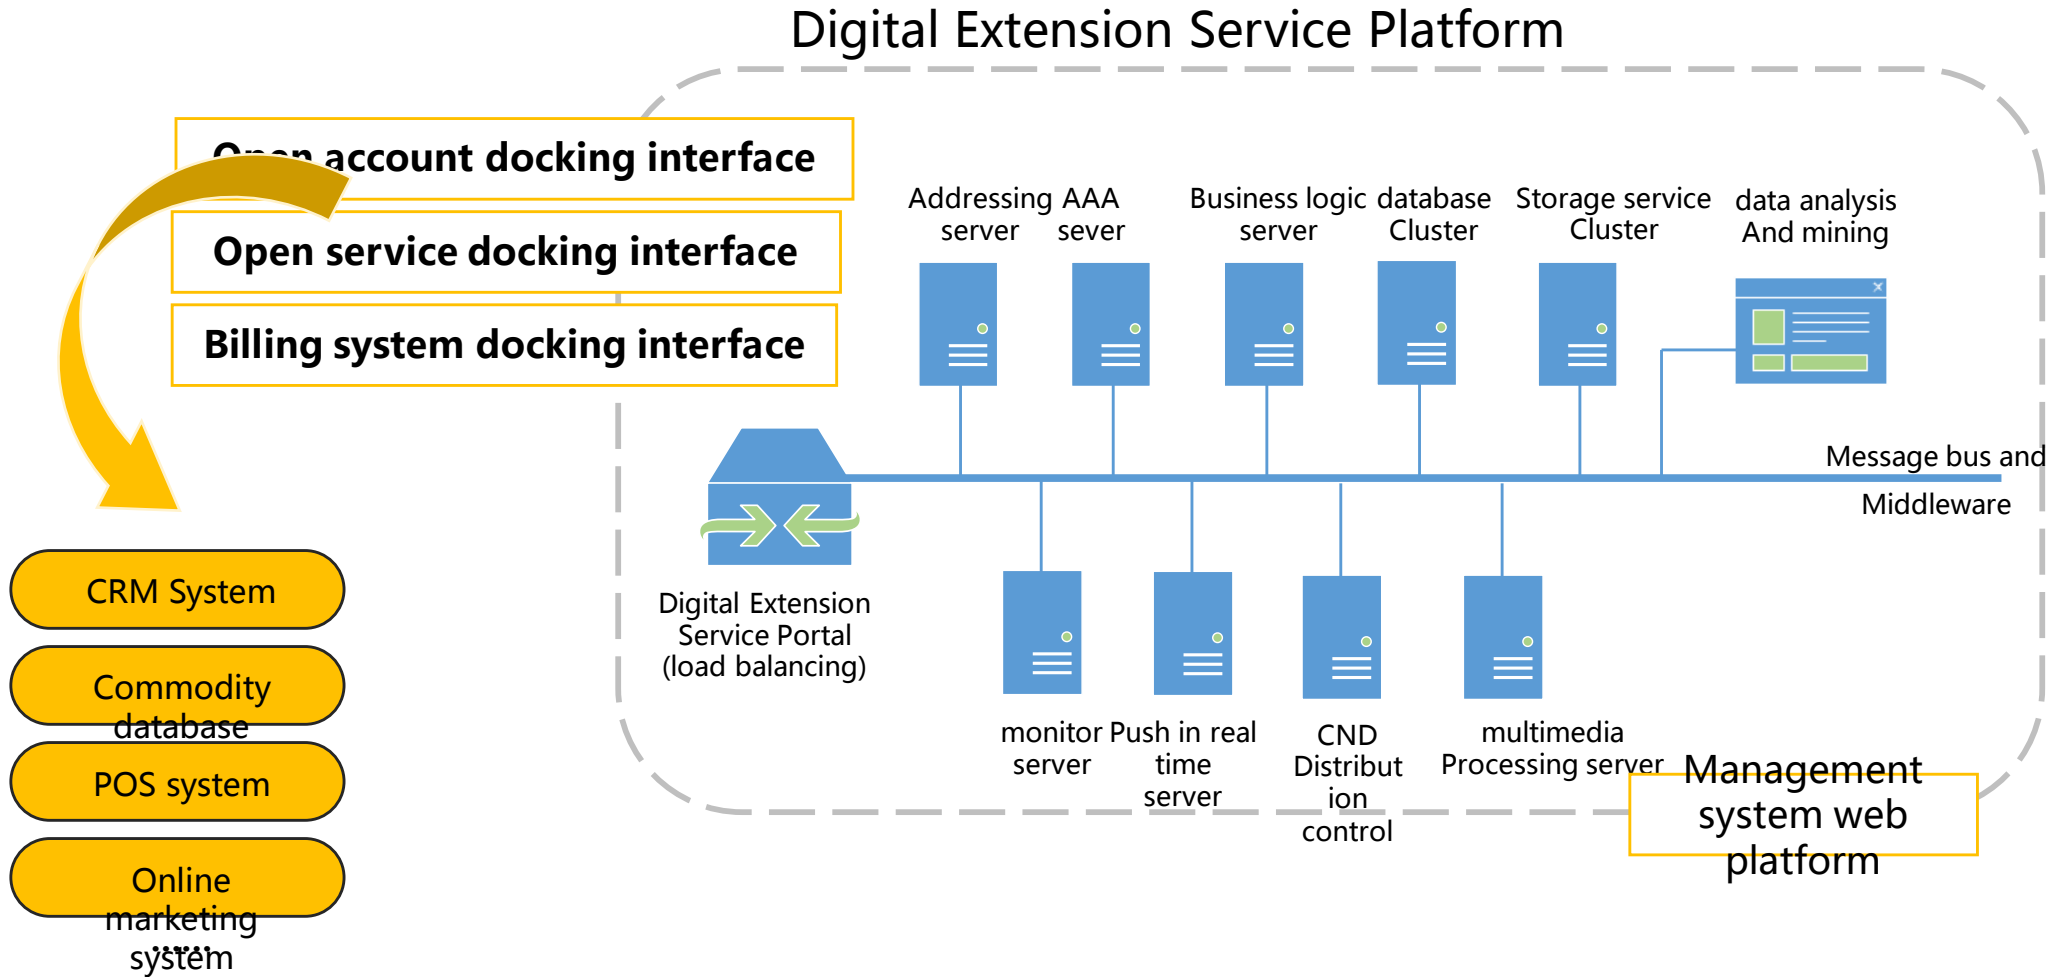 Digital Extension Service Platform
Open account docking interface
Open service docking interface
Billing system docking interface
Addressing
server
AAA
sever
Business logic
server
database
Cluster
Storage service
Cluster
data analysis
And mining
Message bus and
Middleware
Digital Extension
Service Portal
(load balancing)
monitor
server
Push in real
time
server
CND
Distribut
ion
control
multimedia
Processing server
Management
system web
platform
CRM System
Commodity
database
POS system
Online
marketing
system
......